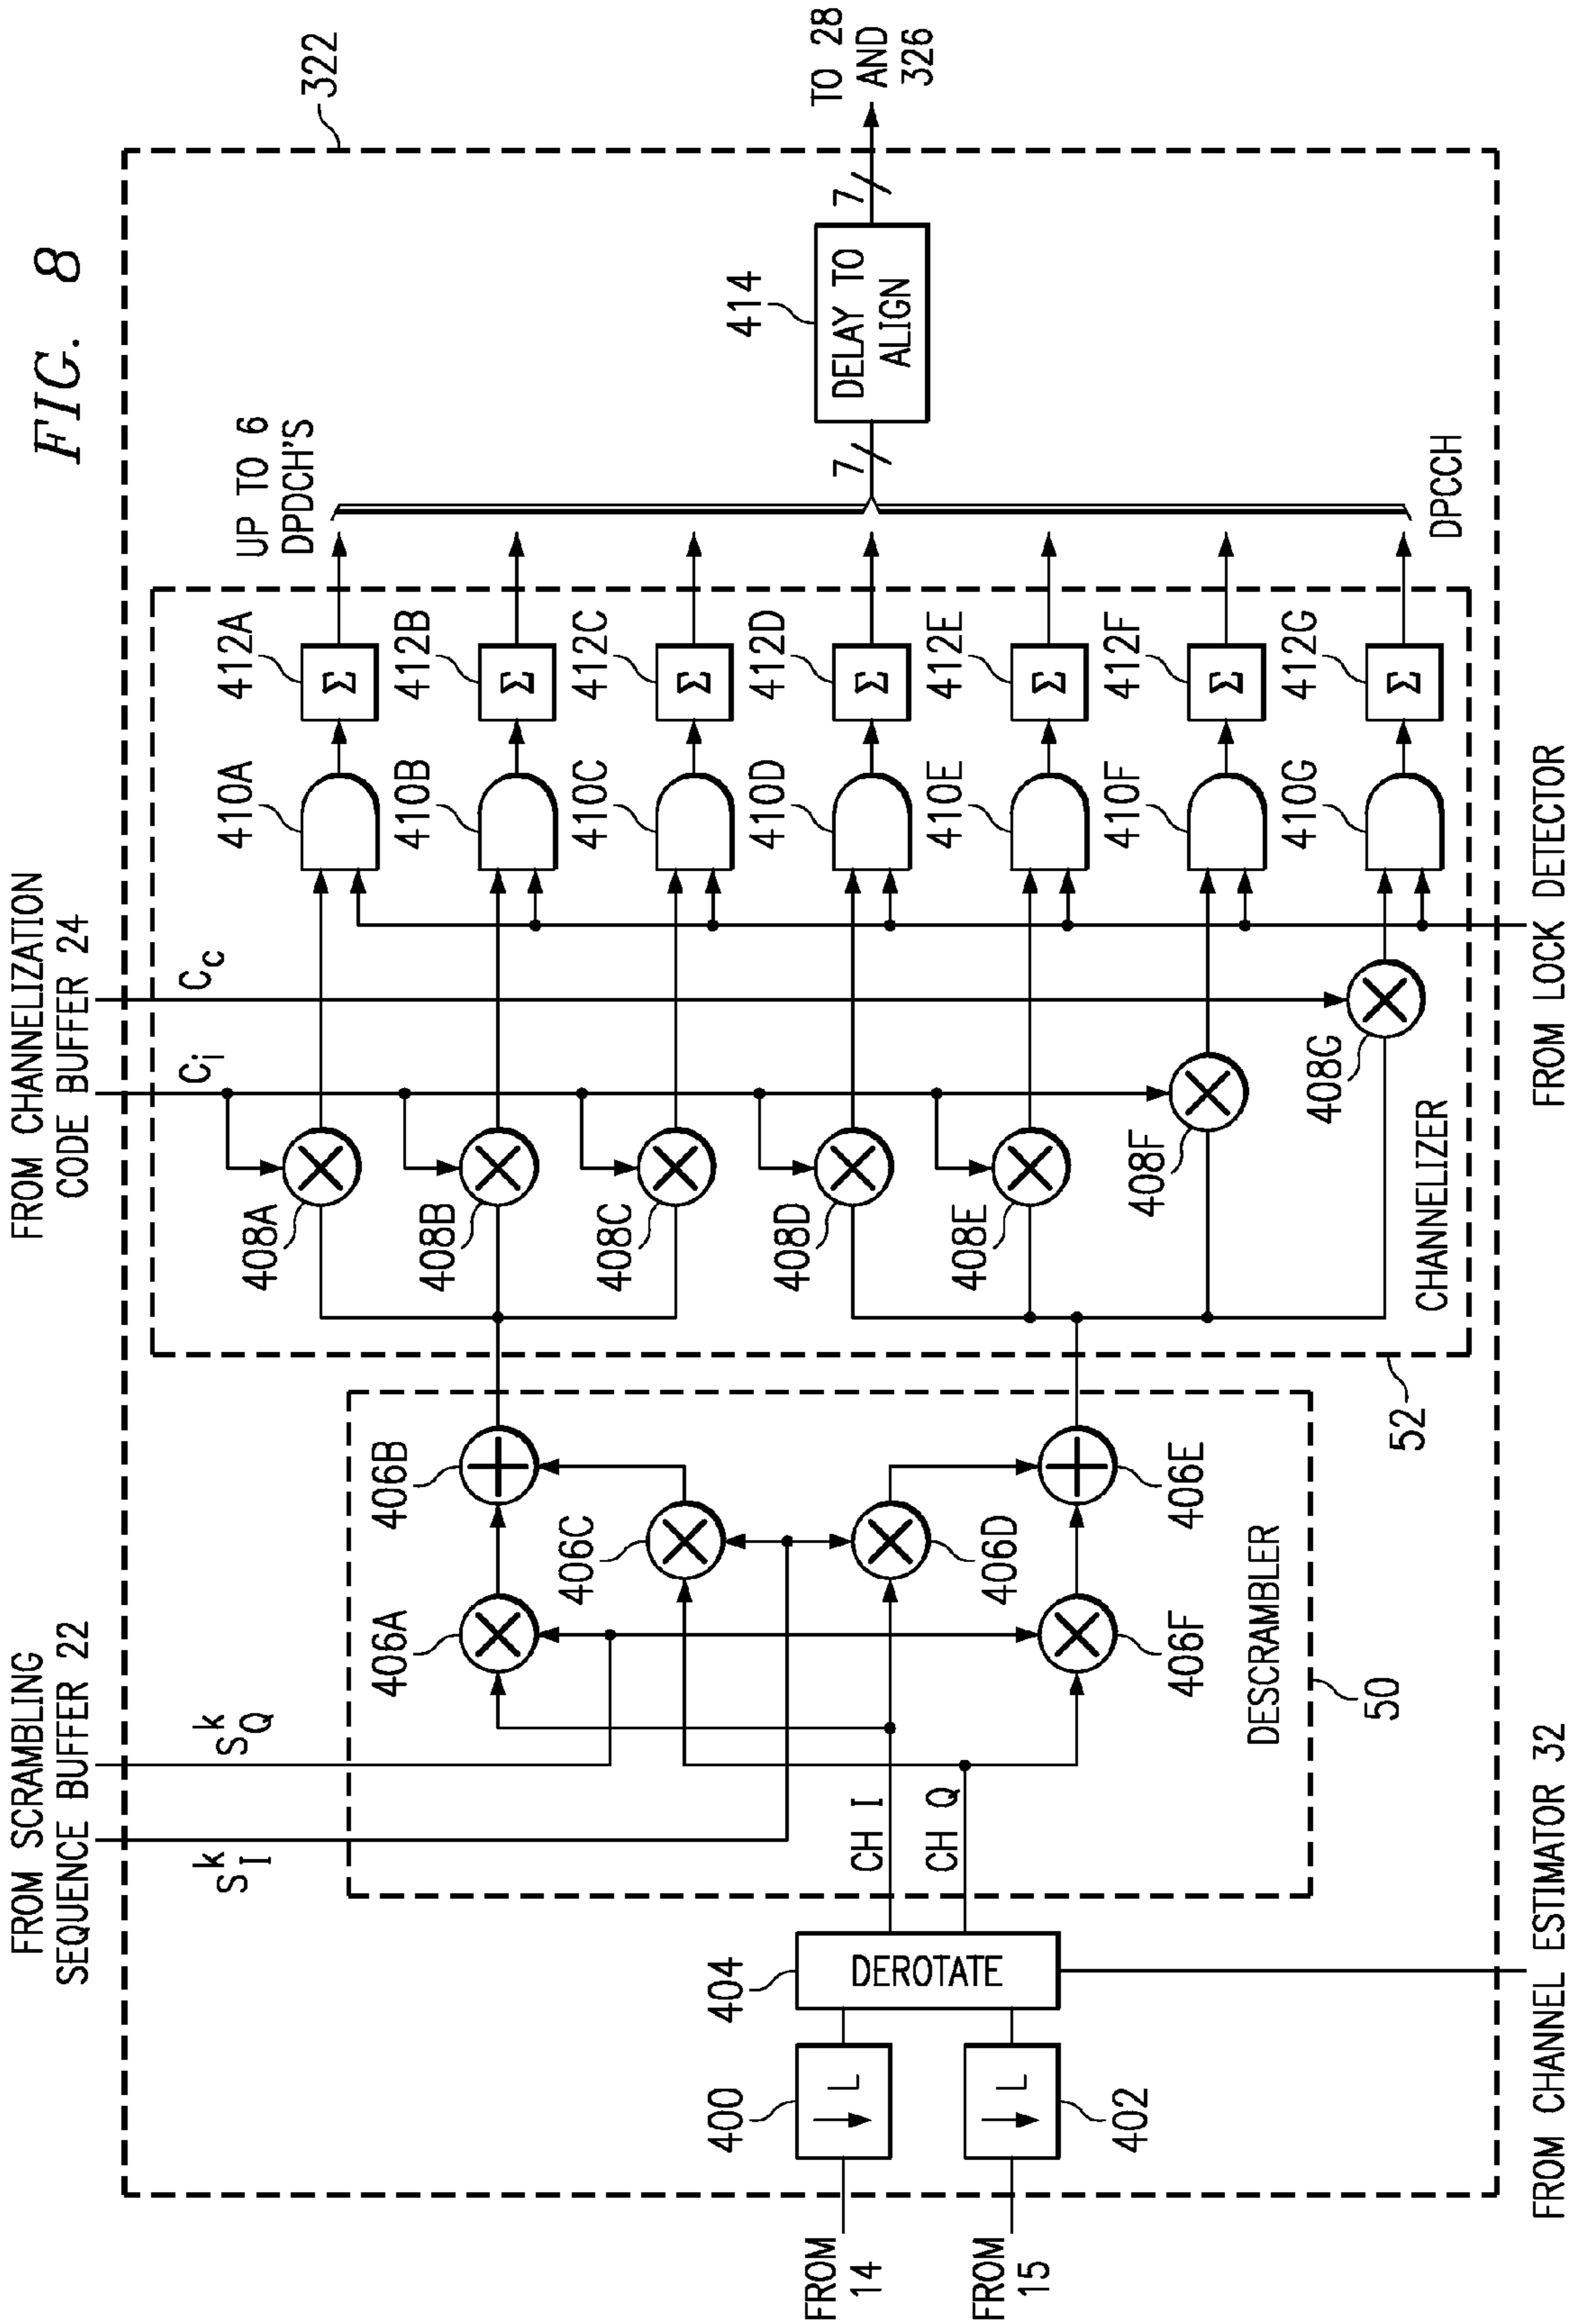 FIG. 8
322
FROM SCRAMBLING
SEQUENCE BUFFER 22
FROM CHANNELIZATION
CODE BUFFER 24
S^k_I
S^k_Q
C_i
C_c
UP TO 6
DPDCH'S
FROM
14
FROM
15
400
↓ L
402
↓ L
404
DEROTATE
CH I
CH Q
406A
406B
406C
406D
406E
406F
DESCRAMBLER
50
408A
408B
408C
408D
408E
408F
408G
CHANNELIZER
52
410A
410B
410C
410D
410E
410F
410G
412A
Σ
412B
Σ
412C
Σ
412D
Σ
412E
Σ
412F
Σ
412G
Σ
DPCCH
7
414
DELAY TO
ALIGN
7
TO 28
AND
326
FROM CHANNEL ESTIMATOR 32
FROM LOCK DETECTOR